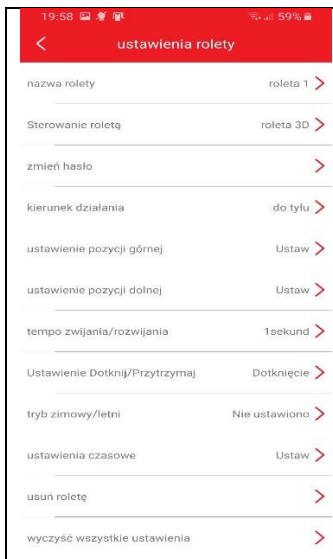 19:58 59%
ustawienia rolety
nazwa rolety roleta 1
Sterowanie roletą roleta 3D
zmień hasło
kierunek działania do tyłu
ustawienie pozycji górnej Ustaw
ustawienie pozycji dolnej Ustaw
tempo zwijania/rozwijania 1sekund
Ustawienie Dotknij/Przytrzymaj Dotknięcie
tryb zimowy/letni Nie ustawiono
ustawienia czasowe Ustaw
usuń roletę
wyczyść wszystkie ustawienia